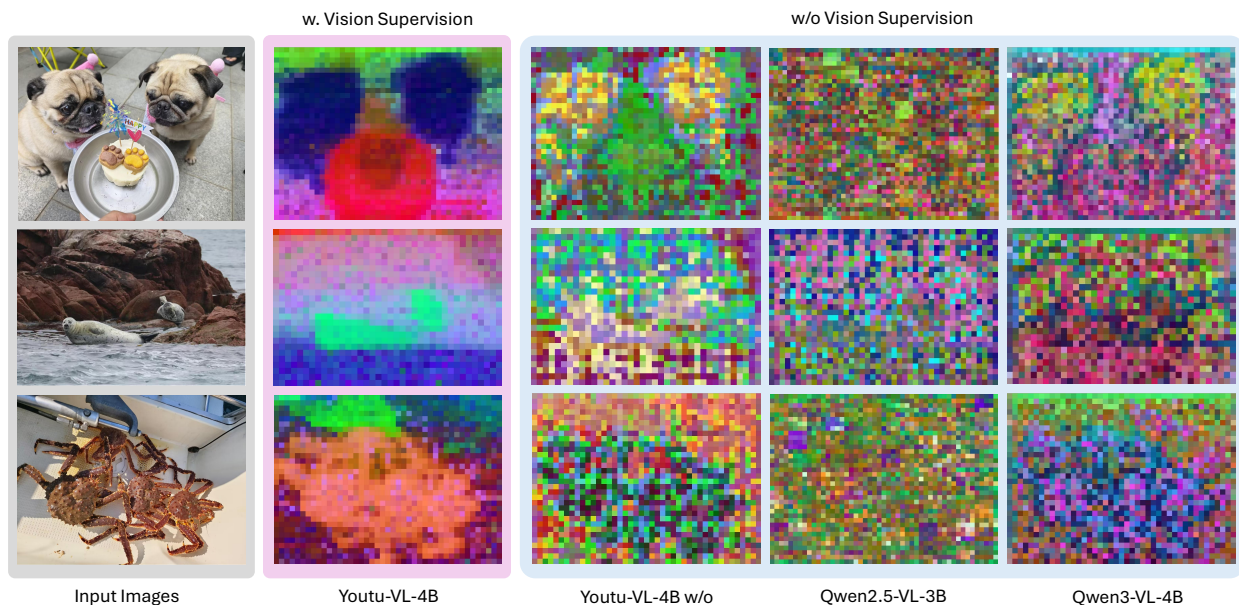 w. Vision Supervision
w/o Vision Supervision
HAPPY
Input Images
Youtu-VL-4B
Youtu-VL-4B w/o
Qwen2.5-VL-3B
Qwen3-VL-4B